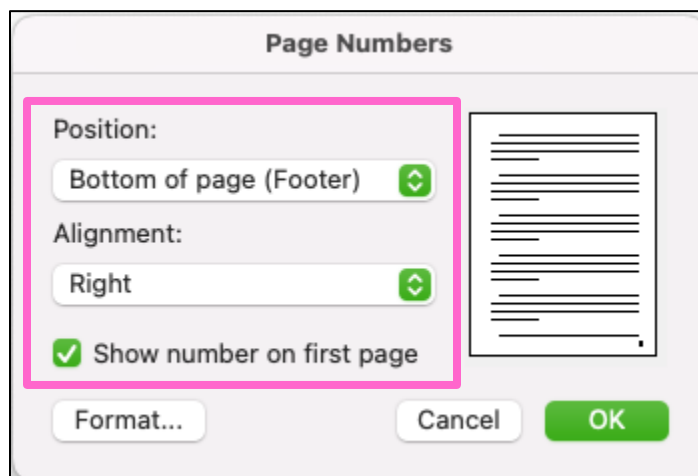 Page Numbers
Position:
Bottom of page (Footer)
Alignment:
Right
Show number on first page
Format...
Cancel
OK